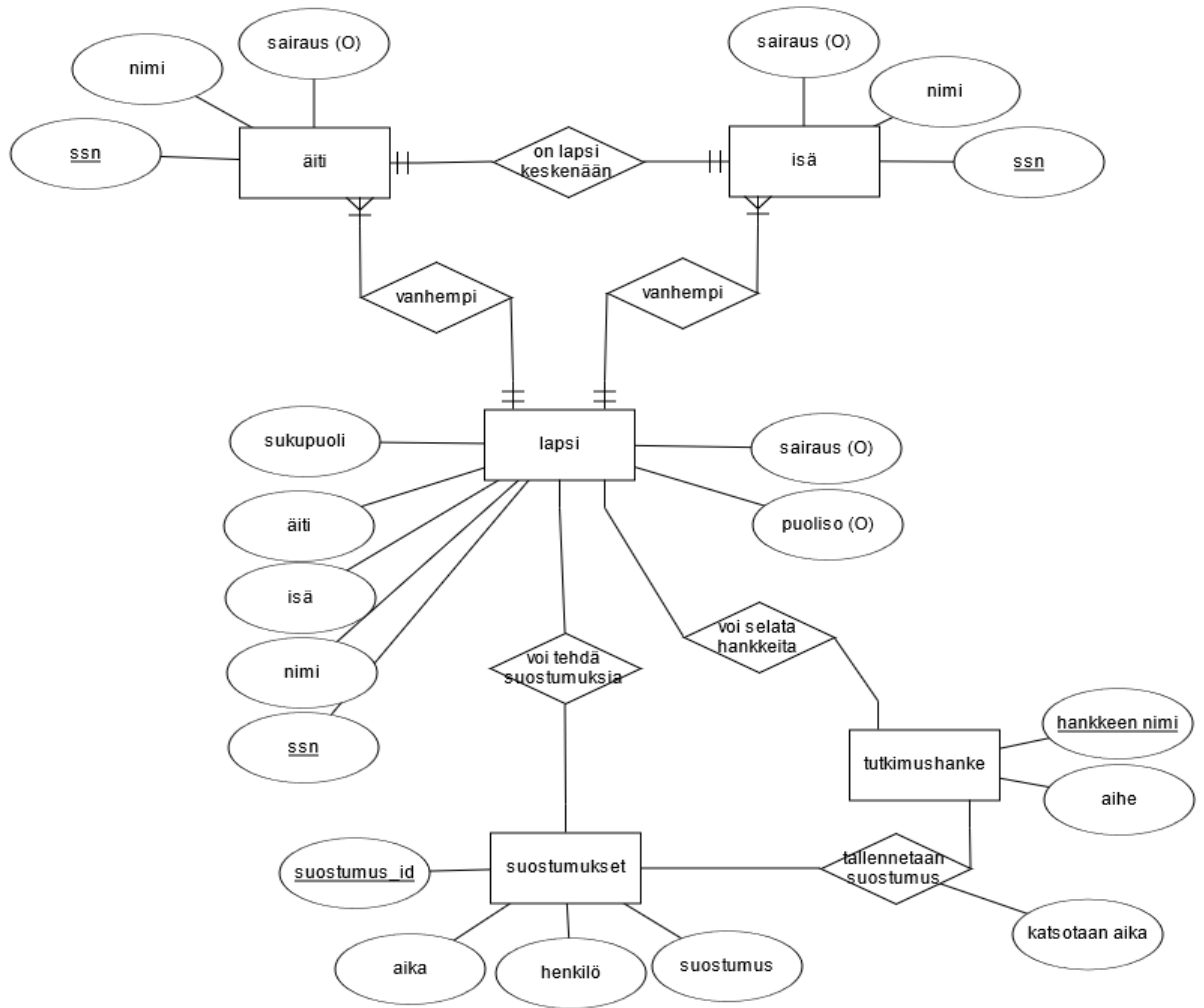 sairaus (O)
sairaus (O)
nimi
nimi
ssn
äiti
on lapsi
keskenään
isä
ssn
vanhempi
vanhempi
sukupuoli
lapsi
sairaus (O)
äiti
puoliso (O)
isä
voi selata
hankkeita
nimi
voi tehdä
suostumuksia
ssn
hankkeen nimi
tutkimushanke
aihe
suostumus_id
suostumukset
tallennetaan
suostumus
katsotaan aika
aika
henkilö
suostumus